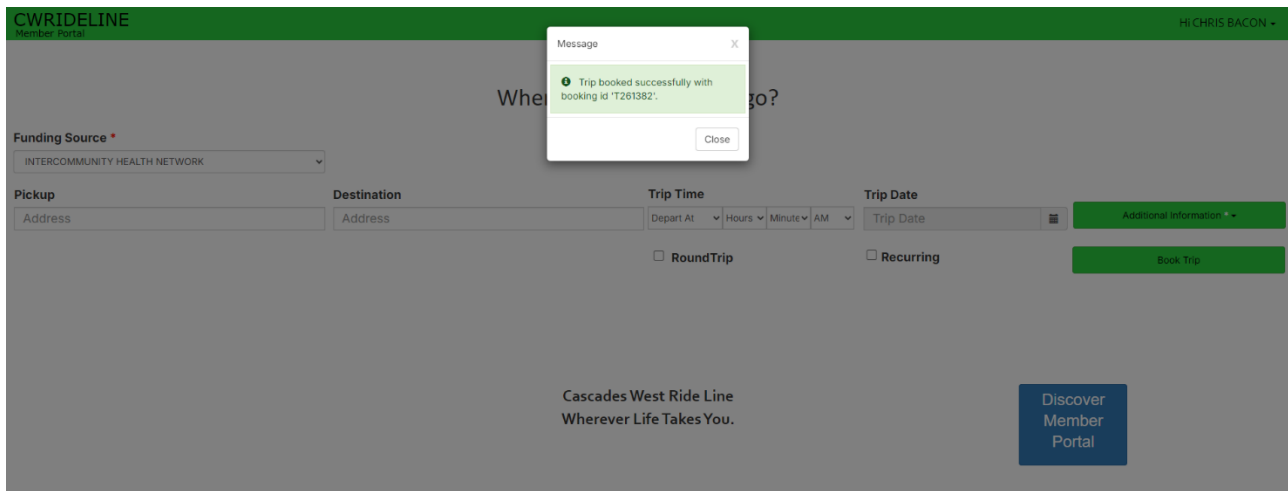 CWRIDELINE
Member Portal
Hi CHRIS BACON
Message
X
Trip booked successfully with
booking id 'T261382'.
Close
go?
Funding Source *
INTERCOMMUNITY HEALTH NETWORK
Pickup
Destination
Trip Time
Trip Date
Address
Address
Depart At
Hours
Minute
AM
Trip Date
Additional Information *
RoundTrip
Recurring
Book Trip
Cascades West Ride Line
Wherever Life Takes You.
Discover
Member
Portal